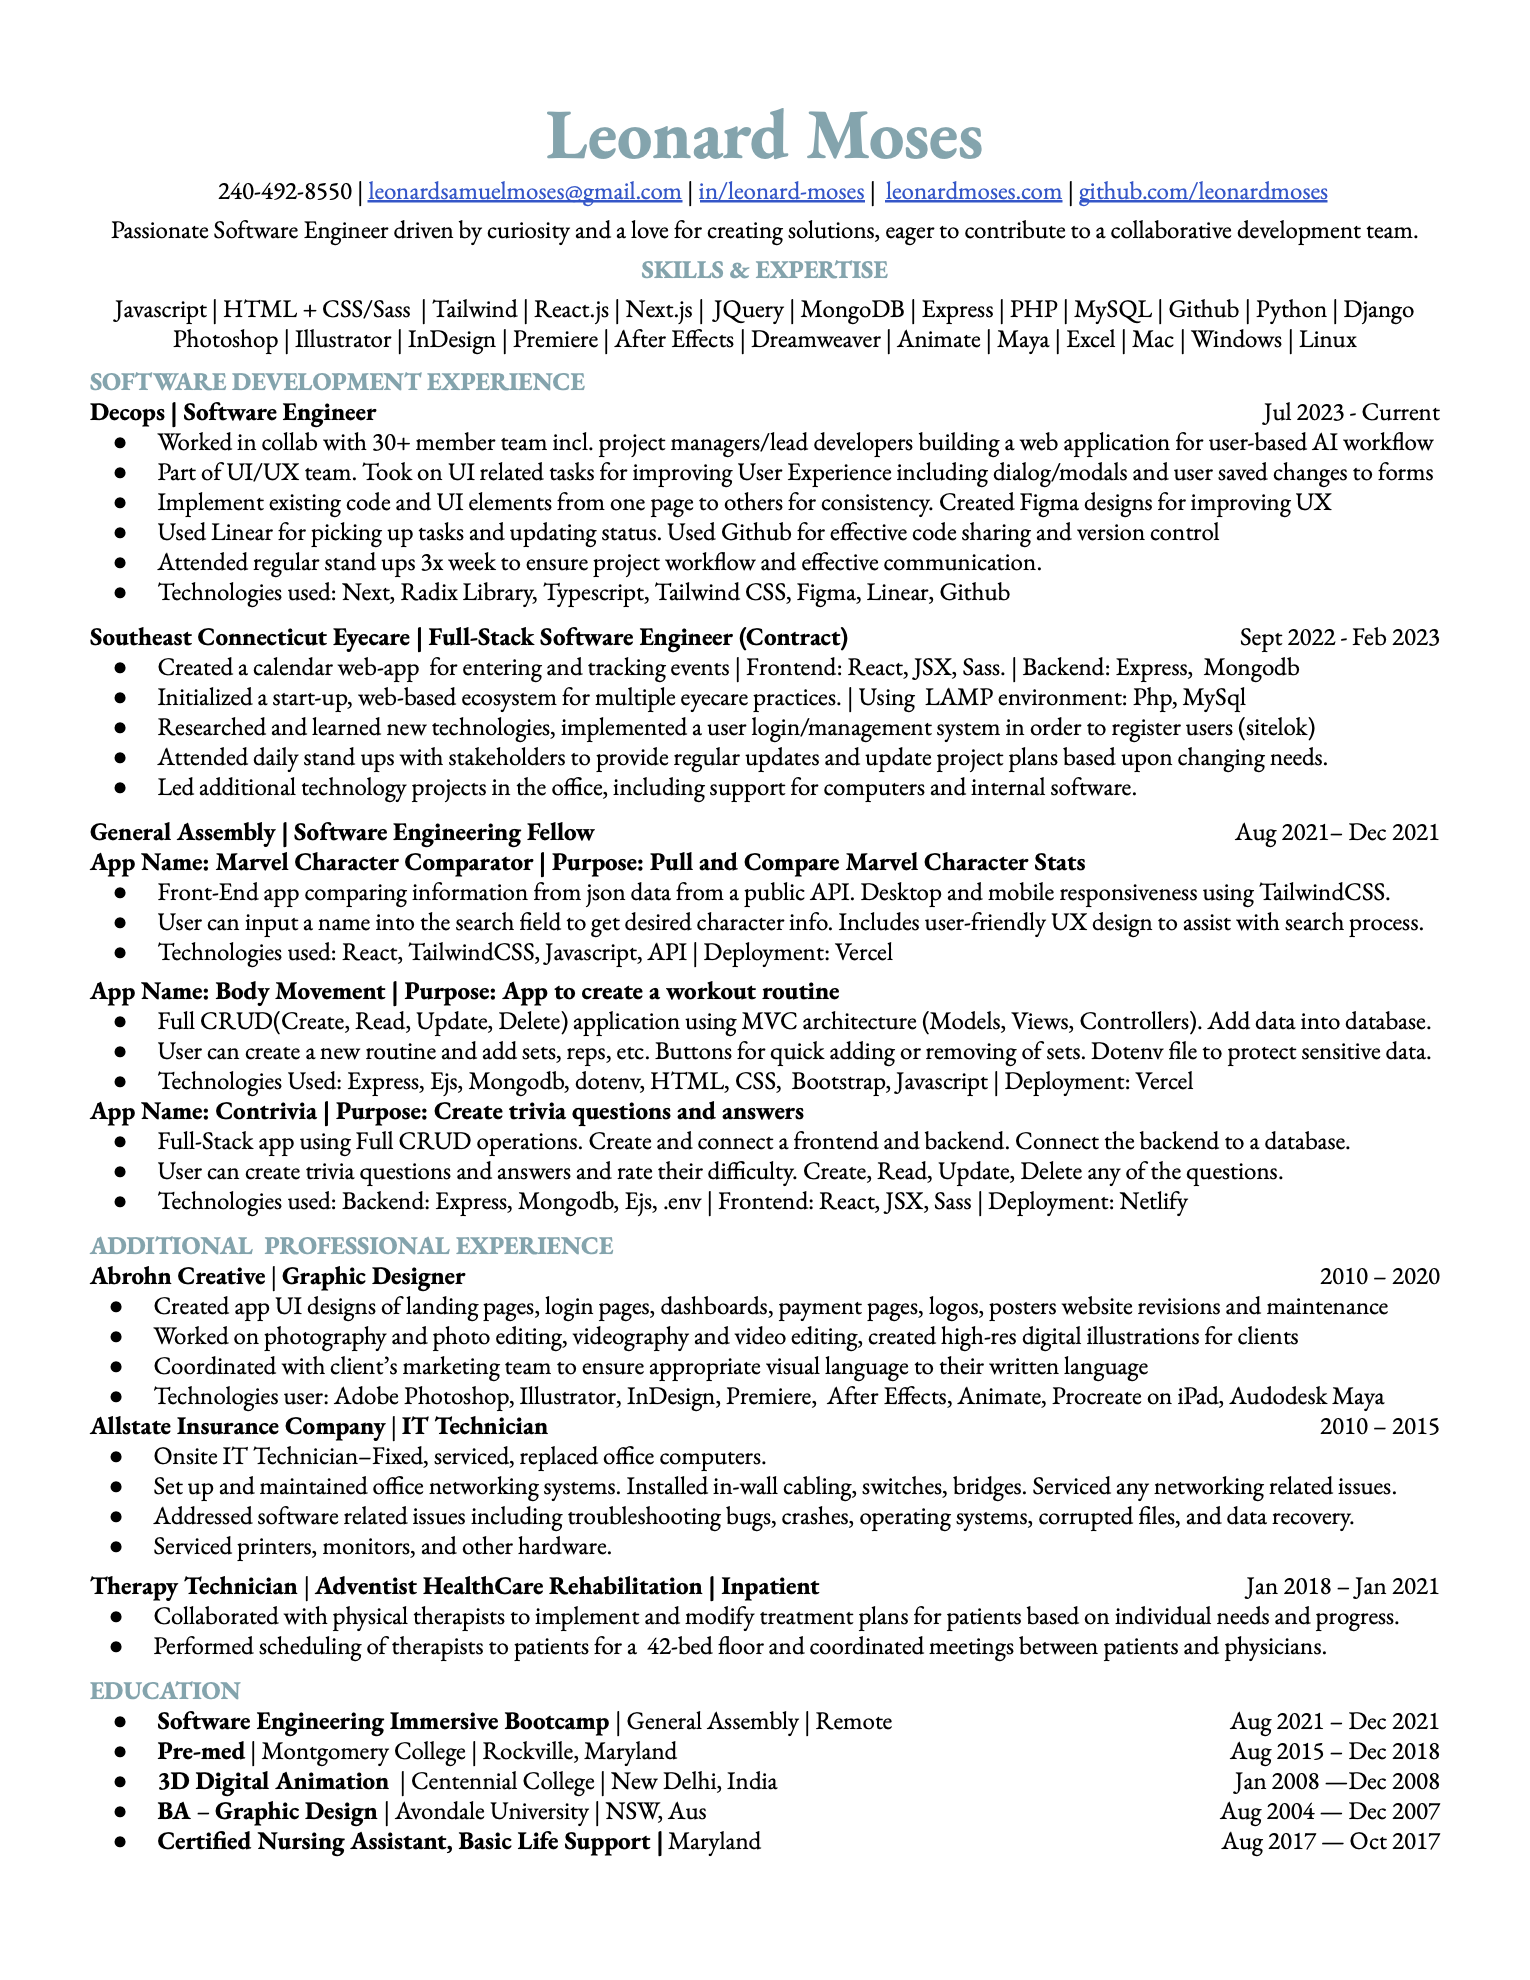 Leonard Moses
240-492-8550 | leonardsamuelmoses@gmail.com | in/leonard-moses | leonardmoses.com | github.com/leonardmoses
Passionate Software Engineer driven by curiosity and a love for creating solutions, eager to contribute to a collaborative development team.
SKILLS & EXPERTISE
Javascript | HTML + CSS/Sass | Tailwind | React.js | Next.js | JQuery | MongoDB | Express | PHP | MySQL | Github | Python | Django
Photoshop | Illustrator | InDesign | Premiere | After Effects | Dreamweaver | Animate | Maya | Excel | Mac | Windows | Linux
SOFTWARE DEVELOPMENT EXPERIENCE
Decops | Software Engineer Jul 2023 - Current
● Worked in collab with 30+ member team incl. project managers/lead developers building a web application for user-based AI workflow
● Part of UI/UX team. Took on UI related tasks for improving User Experience including dialog/modals and user saved changes to forms
● Implement existing code and UI elements from one page to others for consistency. Created Figma designs for improving UX
● Used Linear for picking up tasks and updating status. Used Github for effective code sharing and version control
● Attended regular stand ups 3x week to ensure project workflow and effective communication.
● Technologies used: Next, Radix Library, Typescript, Tailwind CSS, Figma, Linear, Github
Southeast Connecticut Eyecare | Full-Stack Software Engineer (Contract) Sept 2022 - Feb 2023
● Created a calendar web-app for entering and tracking events | Frontend: React, JSX, Sass. | Backend: Express, Mongodb
● Initialized a start-up, web-based ecosystem for multiple eyecare practices. | Using LAMP environment: Php, MySql
● Researched and learned new technologies, implemented a user login/management system in order to register users (sitelok)
● Attended daily stand ups with stakeholders to provide regular updates and update project plans based upon changing needs.
● Led additional technology projects in the office, including support for computers and internal software.
General Assembly | Software Engineering Fellow Aug 2021– Dec 2021
App Name: Marvel Character Comparator | Purpose: Pull and Compare Marvel Character Stats
● Front-End app comparing information from json data from a public API. Desktop and mobile responsiveness using TailwindCSS.
● User can input a name into the search field to get desired character info. Includes user-friendly UX design to assist with search process.
● Technologies used: React, TailwindCSS, Javascript, API | Deployment: Vercel
App Name: Body Movement | Purpose: App to create a workout routine
● Full CRUD(Create, Read, Update, Delete) application using MVC architecture (Models, Views, Controllers). Add data into database.
● User can create a new routine and add sets, reps, etc. Buttons for quick adding or removing of sets. Dotenv file to protect sensitive data.
● Technologies Used: Express, Ejs, Mongodb, dotenv, HTML, CSS, Bootstrap, Javascript | Deployment: Vercel
App Name: Contrivia | Purpose: Create trivia questions and answers
● Full-Stack app using Full CRUD operations. Create and connect a frontend and backend. Connect the backend to a database.
● User can create trivia questions and answers and rate their difficulty. Create, Read, Update, Delete any of the questions.
● Technologies used: Backend: Express, Mongodb, Ejs, .env | Frontend: React, JSX, Sass | Deployment: Netlify
ADDITIONAL PROFESSIONAL EXPERIENCE
Abrohn Creative | Graphic Designer 2010 – 2020
● Created app UI designs of landing pages, login pages, dashboards, payment pages, logos, posters website revisions and maintenance
● Worked on photography and photo editing, videography and video editing, created high-res digital illustrations for clients
● Coordinated with client’s marketing team to ensure appropriate visual language to their written language
● Technologies user: Adobe Photoshop, Illustrator, InDesign, Premiere, After Effects, Animate, Procreate on iPad, Audodesk Maya
Allstate Insurance Company | IT Technician 2010 – 2015
● Onsite IT Technician–Fixed, serviced, replaced office computers.
● Set up and maintained office networking systems. Installed in-wall cabling, switches, bridges. Serviced any networking related issues.
● Addressed software related issues including troubleshooting bugs, crashes, operating systems, corrupted files, and data recovery.
● Serviced printers, monitors, and other hardware.
Therapy Technician | Adventist HealthCare Rehabilitation | Inpatient Jan 2018 – Jan 2021
● Collaborated with physical therapists to implement and modify treatment plans for patients based on individual needs and progress.
● Performed scheduling of therapists to patients for a 42-bed floor and coordinated meetings between patients and physicians.
EDUCATION
● Software Engineering Immersive Bootcamp | General Assembly | Remote Aug 2021 – Dec 2021
● Pre-med | Montgomery College | Rockville, Maryland Aug 2015 – Dec 2018
● 3D Digital Animation | Centennial College | New Delhi, India Jan 2008 —Dec 2008
● BA – Graphic Design | Avondale University | NSW, Aus Aug 2004 — Dec 2007
● Certified Nursing Assistant, Basic Life Support | Maryland Aug 2017 — Oct 2017